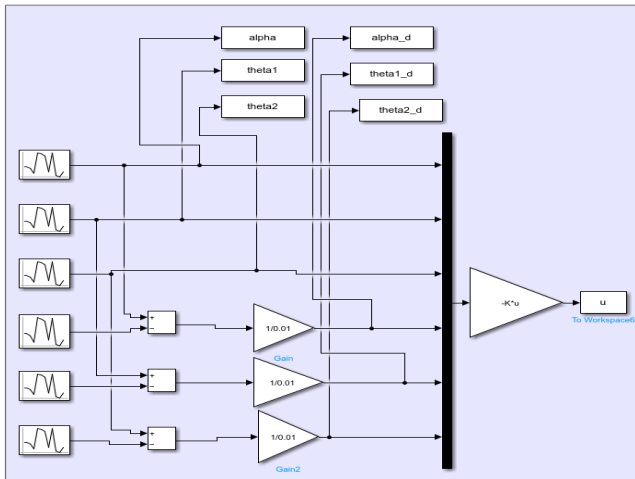 alpha
alpha_d
theta1
theta1_d
theta2
theta2_d
+
−
1/0.01
Gain
-K*u
u
To Workspace6
+
−
1/0.01
+
−
1/0.01
Gain2